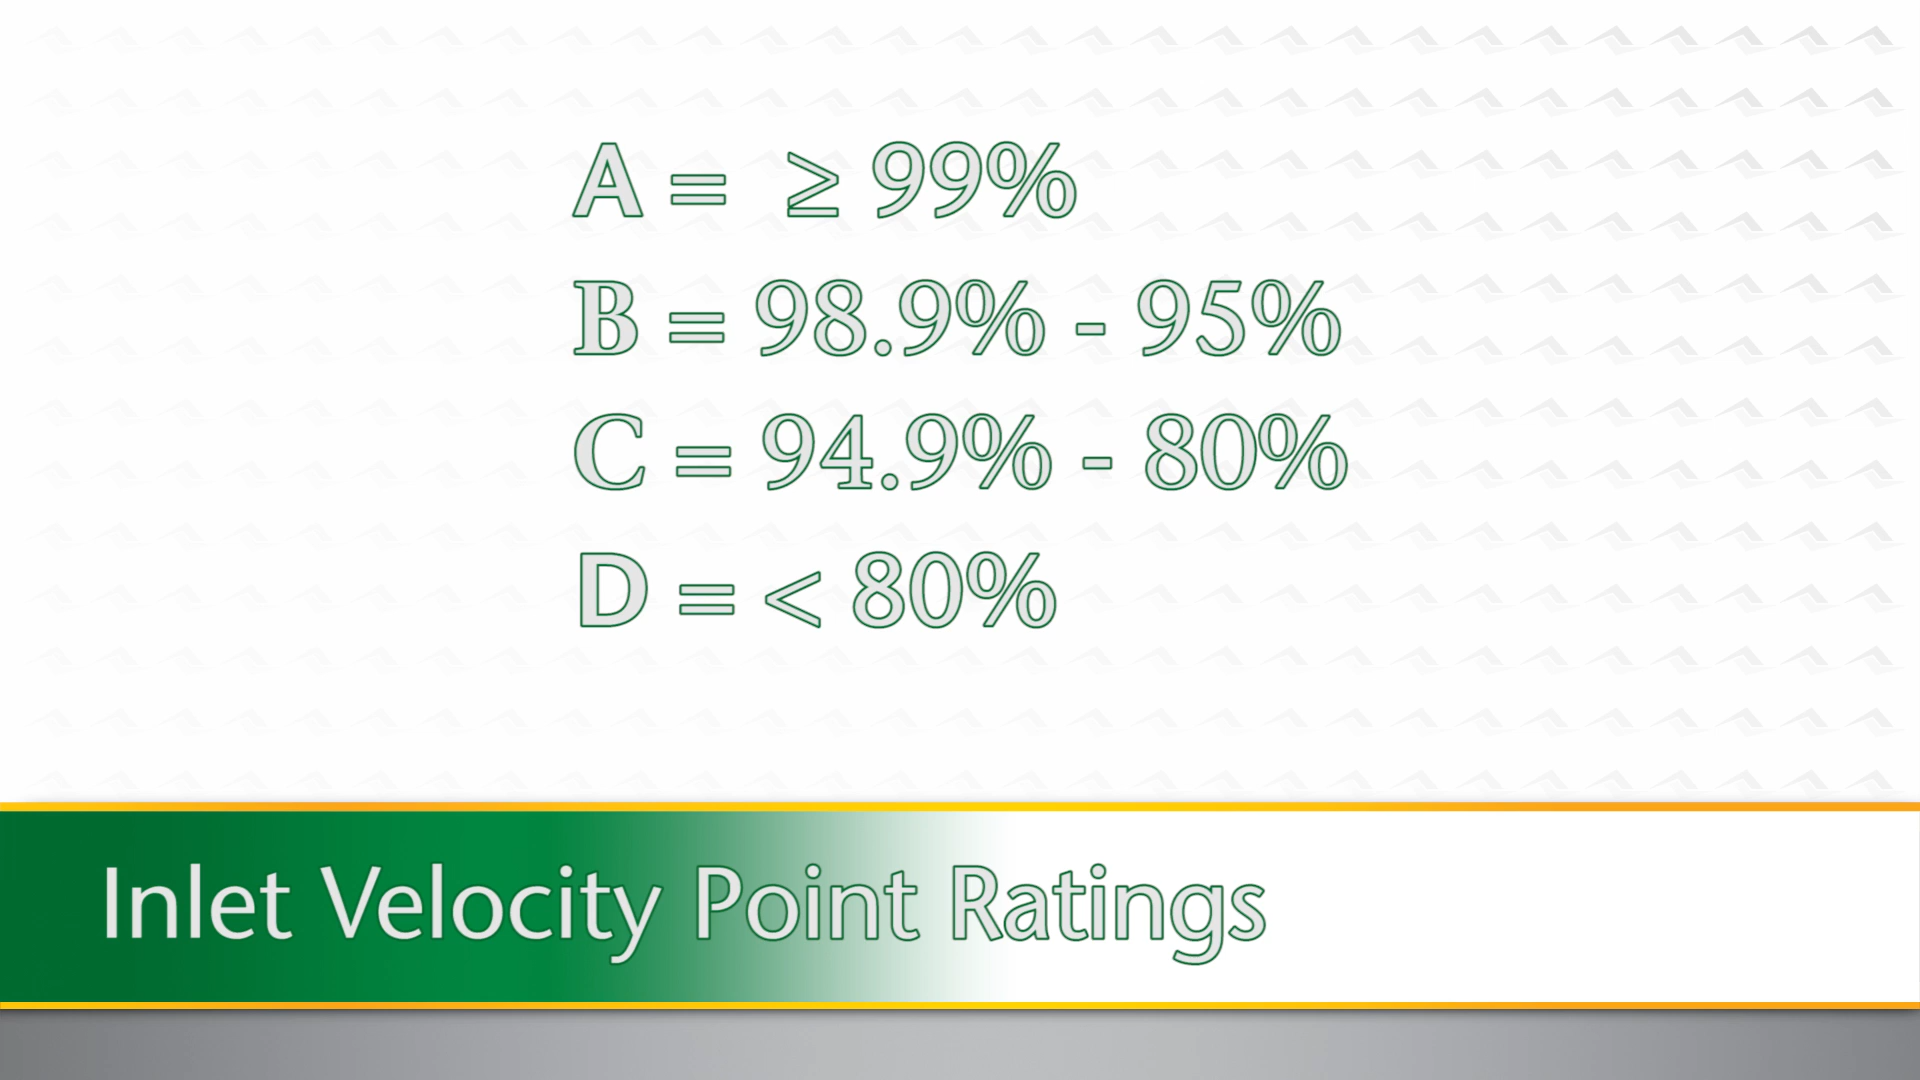 A = ≥ 99%
B = 98.9% - 95%
C = 94.9% - 80%
D = < 80%
Inlet Velocity Point Ratings